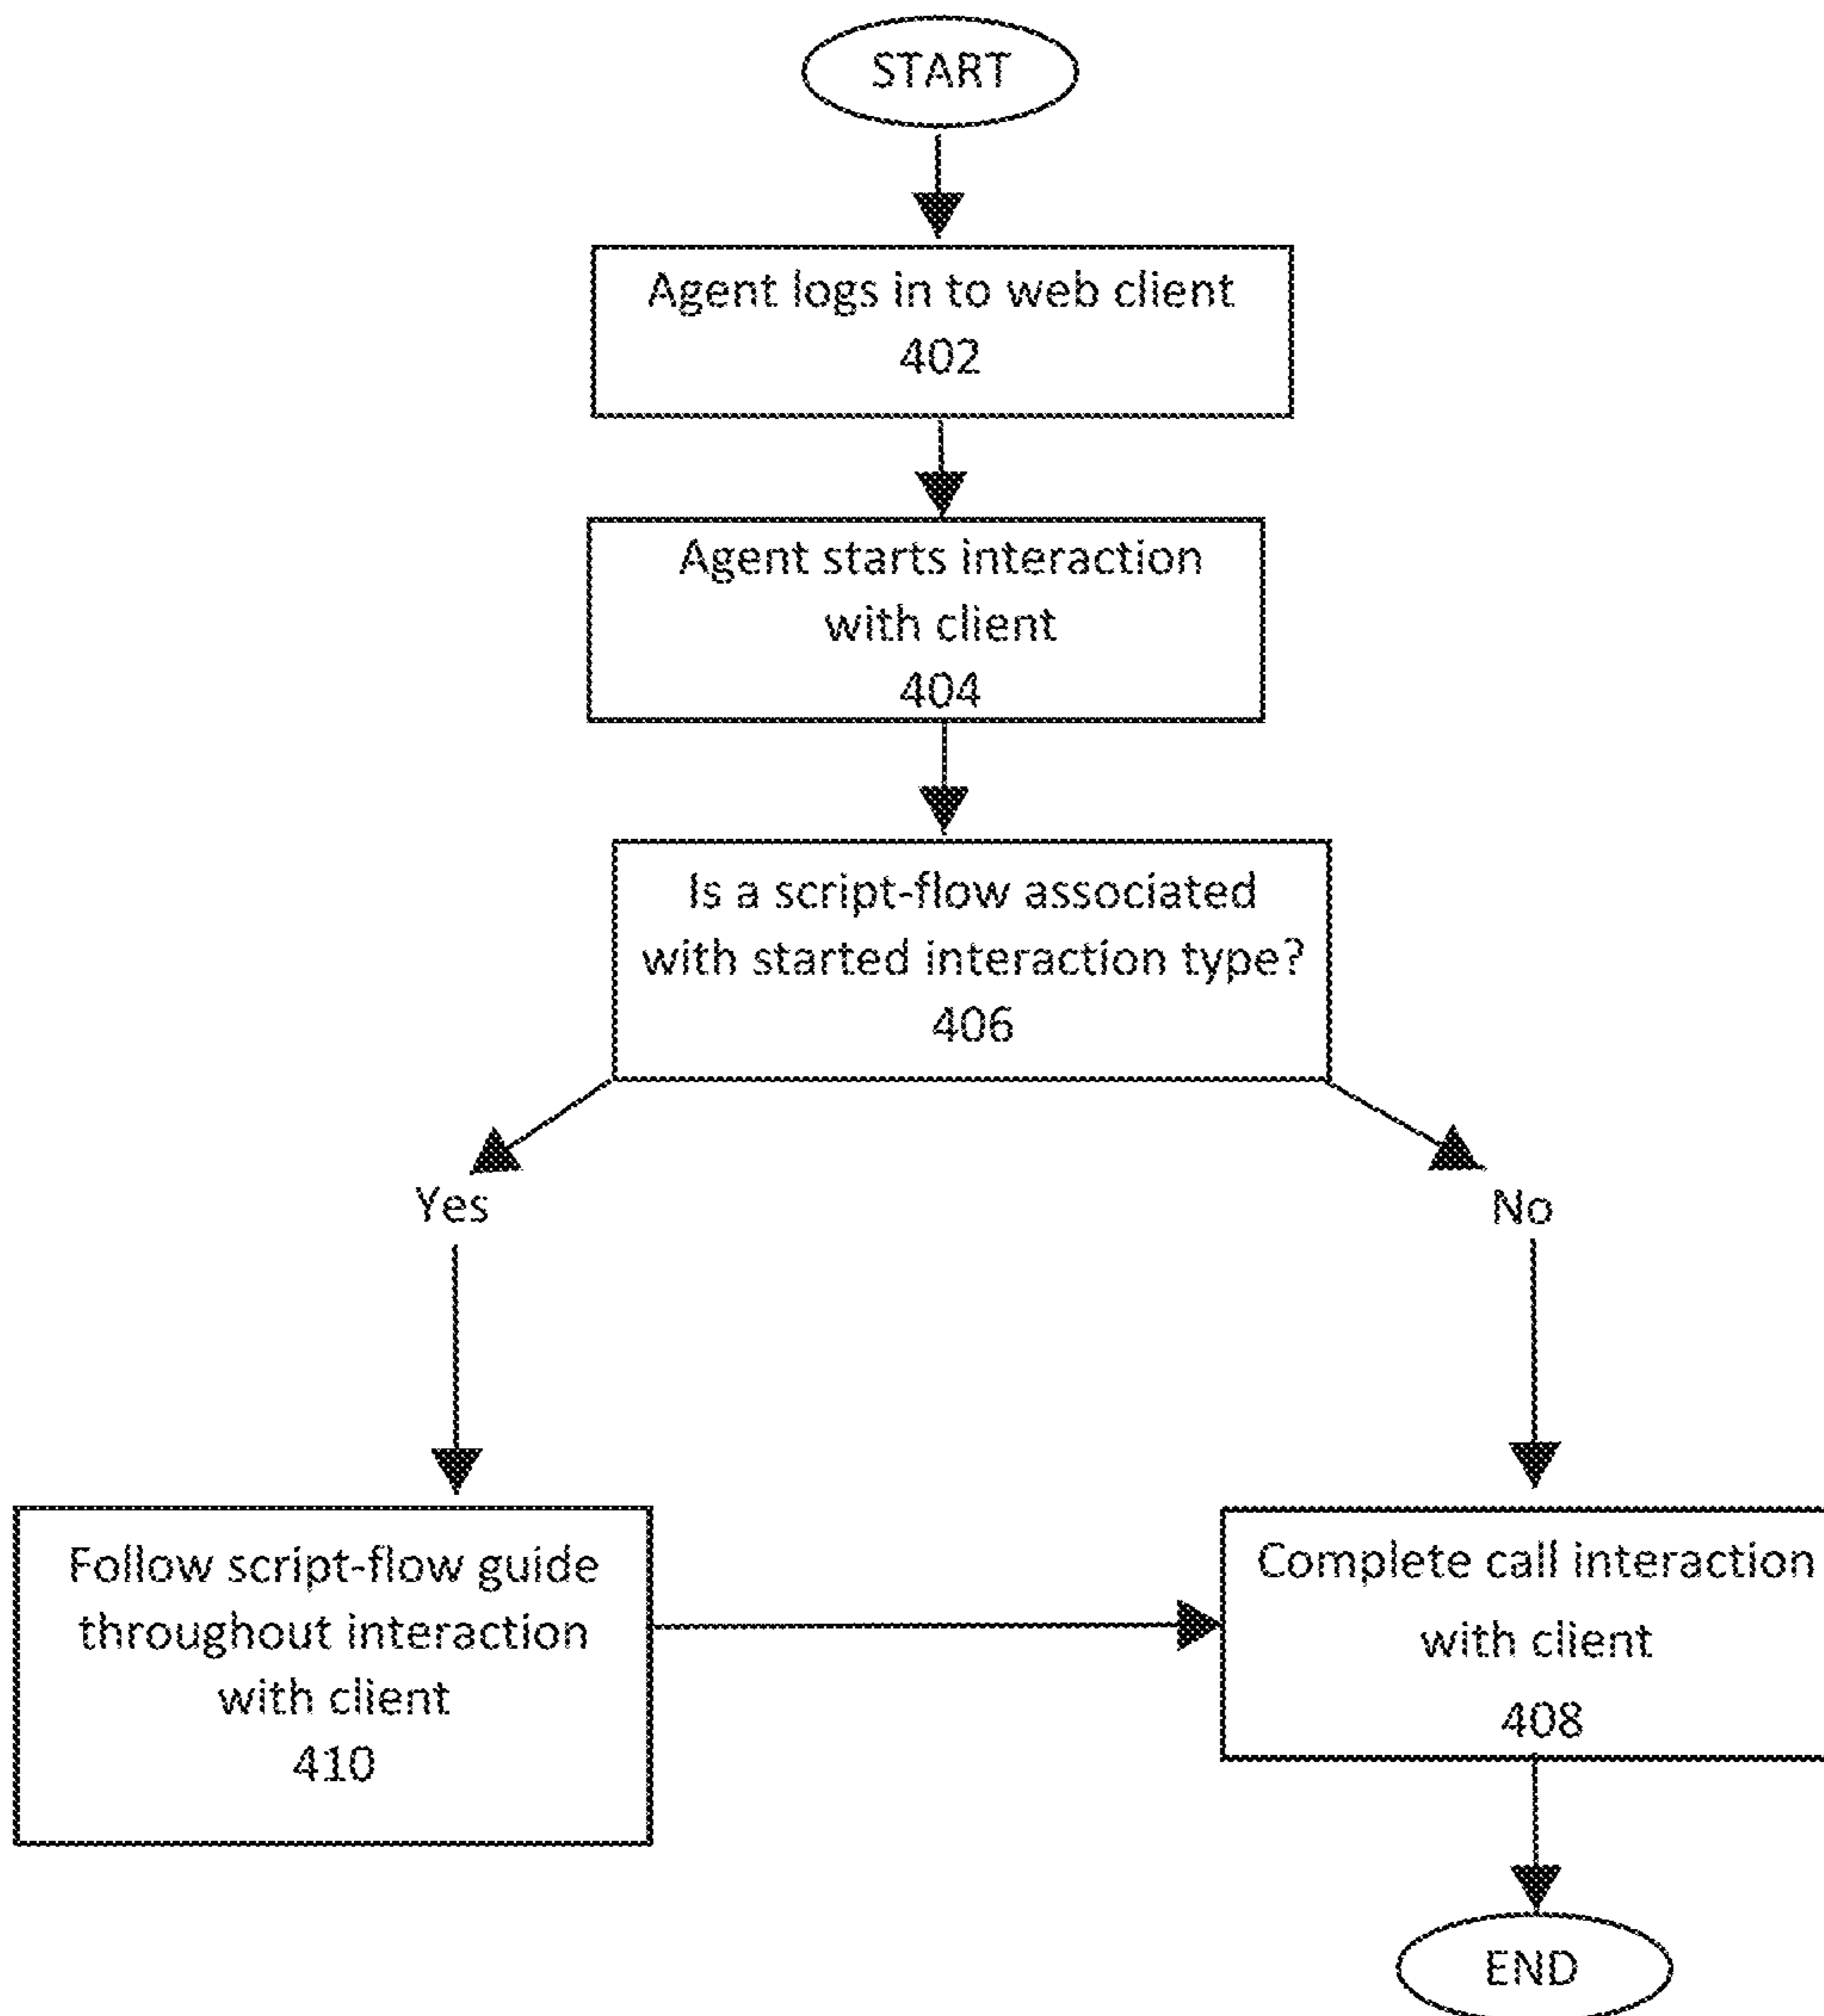 START
Agent logs in to web client
402
Agent starts interaction
with client
404
Is a script-flow associated
with started interaction type?
406
Yes
No
Follow script-flow guide
throughout interaction
with client
410
Complete call interaction
with client
408
END